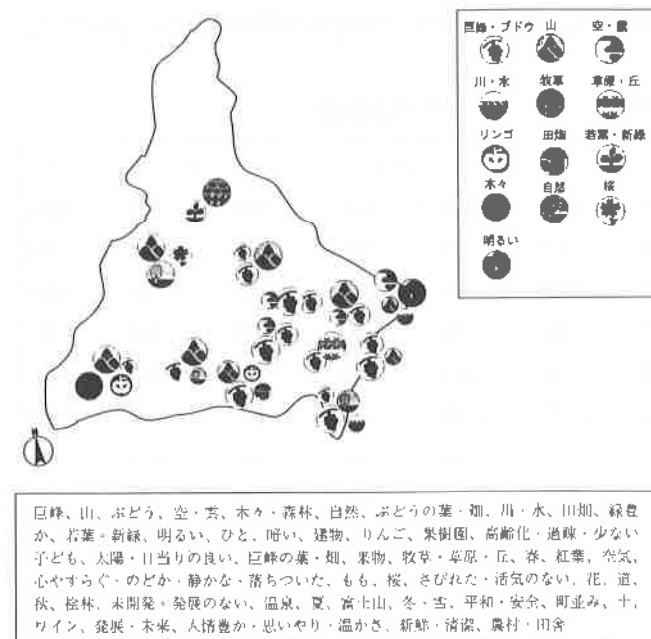 巨峰・ブドウ 山 空・雲
川・水 牧草 草原・丘
リンゴ 田畑 若葉・新緑
木々 自然 桜
明るい
N
巨峰、山、ぶどう、空・雲、木々・森林、自然、ぶどうの葉・畑、川・水、田畑、緑豊
か、若葉・新緑、明るい、ひと、暗い、建物、りんご、果樹園、高齢化・過疎・少ない
子ども、太陽・日当りの良い、巨峰の葉・畑、果物、牧草・草原・丘、春、紅葉、空気、
心やすらぐ・のどか・静かな・落ちついた、もも、桜、さびれた・活気のない、花、道、
秋、松林、未開発・発展のない、温泉、夏、富士山、冬・雪、平和・安全、町並み、土、
ワイン、発展・未来、人情豊か・思いやり・温かさ、新鮮・清潔、農村・田舎